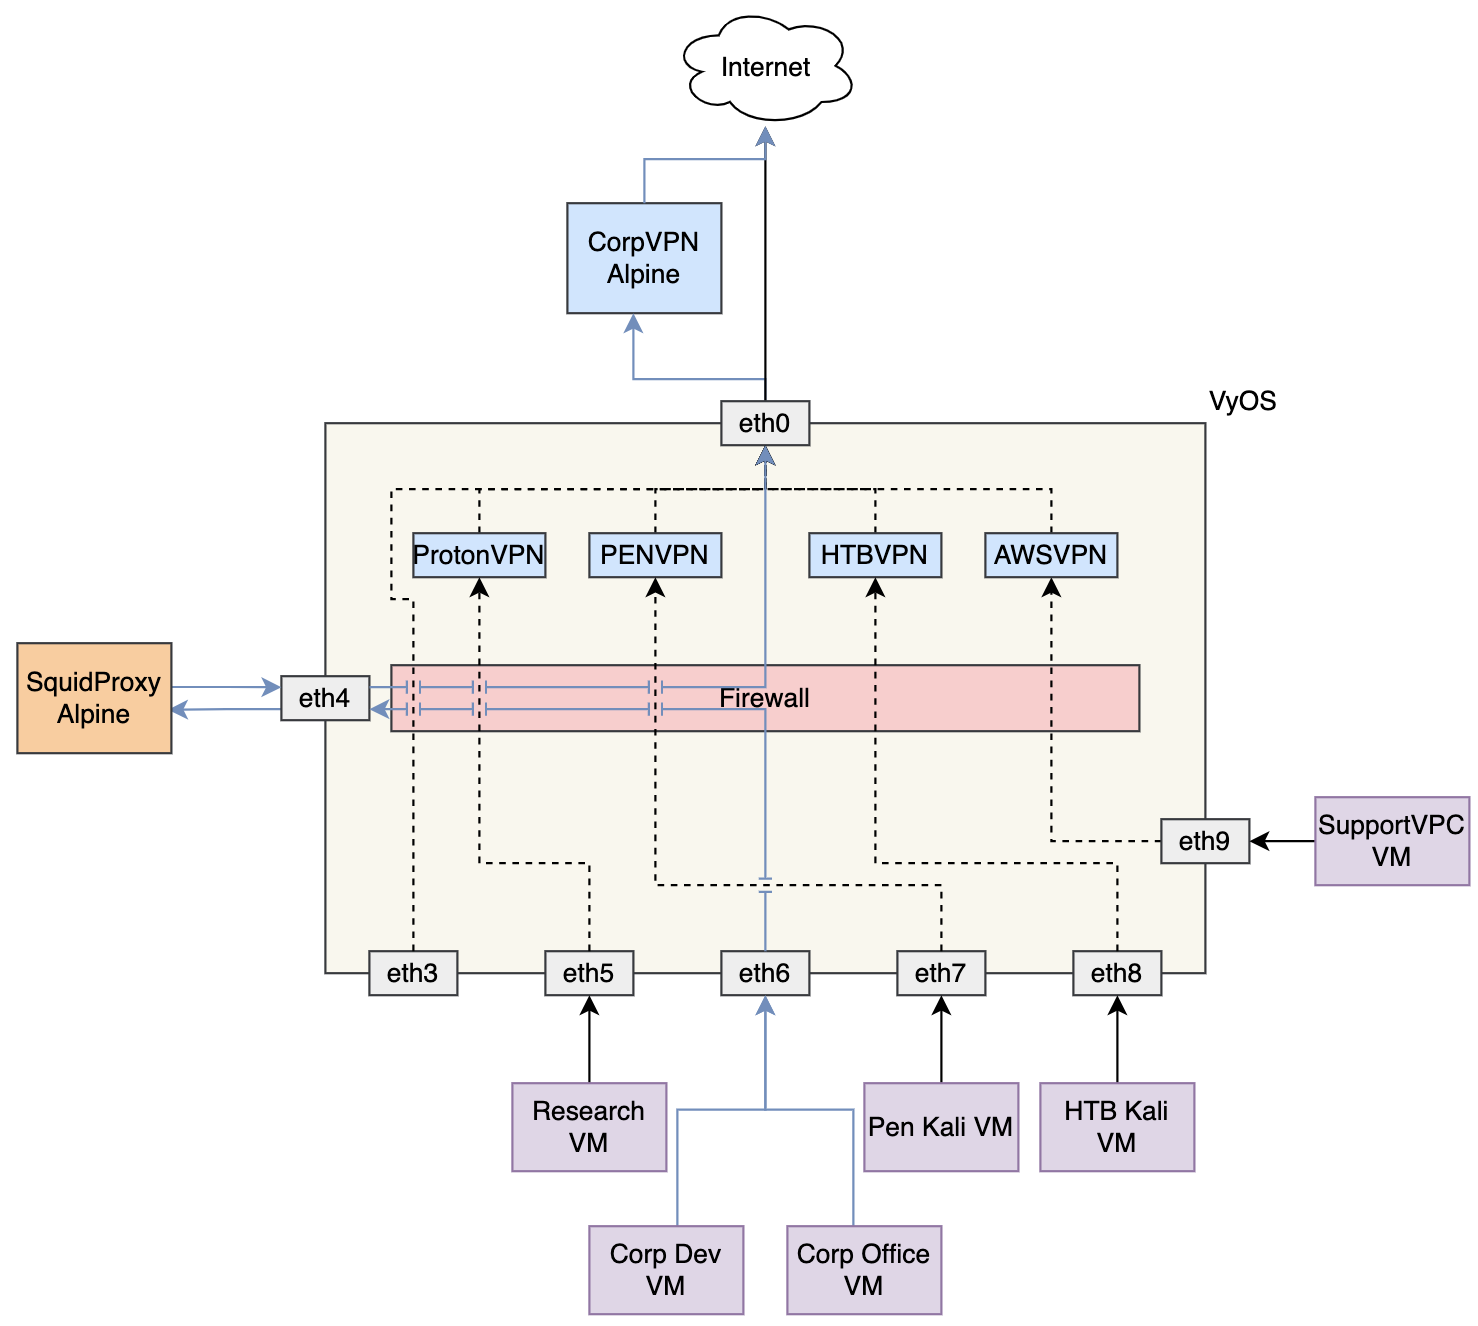 Internet
CorpVPN
Alpine
VyOS
eth0
ProtonVPN
PENVPN
HTBVPN
AWSVPN
SquidProxy
Alpine
eth4
Firewall
eth9
SupportVPC
VM
eth3
eth5
eth6
eth7
eth8
Research
VM
Pen Kali VM
HTB Kali
VM
Corp Dev
VM
Corp Office
VM